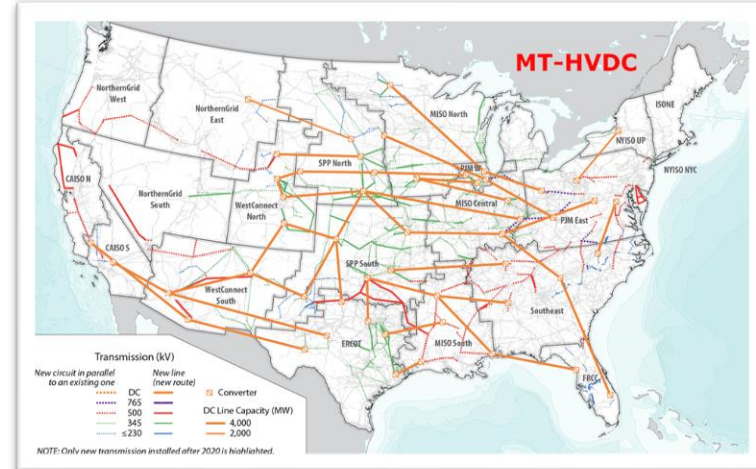 MT-HVDC
NorthernGrid
West
NorthernGrid
East
MISO North
ISONE
NYISO UP
NYISO NYC
SPP North
PJM W
CAISO N
NorthernGrid
South
WestConnect
North
MISO Central
PJM East
CAISO S
WestConnect
South
SPP South
Southeast
ERCOT
MISO South
FRCC
Transmission (kV)
New circuit in parallel
to an existing one
New line
(new route)
Converter
DC
765
500
345
≤230
DC Line Capacity (MW)
4,000
2,000
NOTE: Only new transmission installed after 2020 is highlighted.